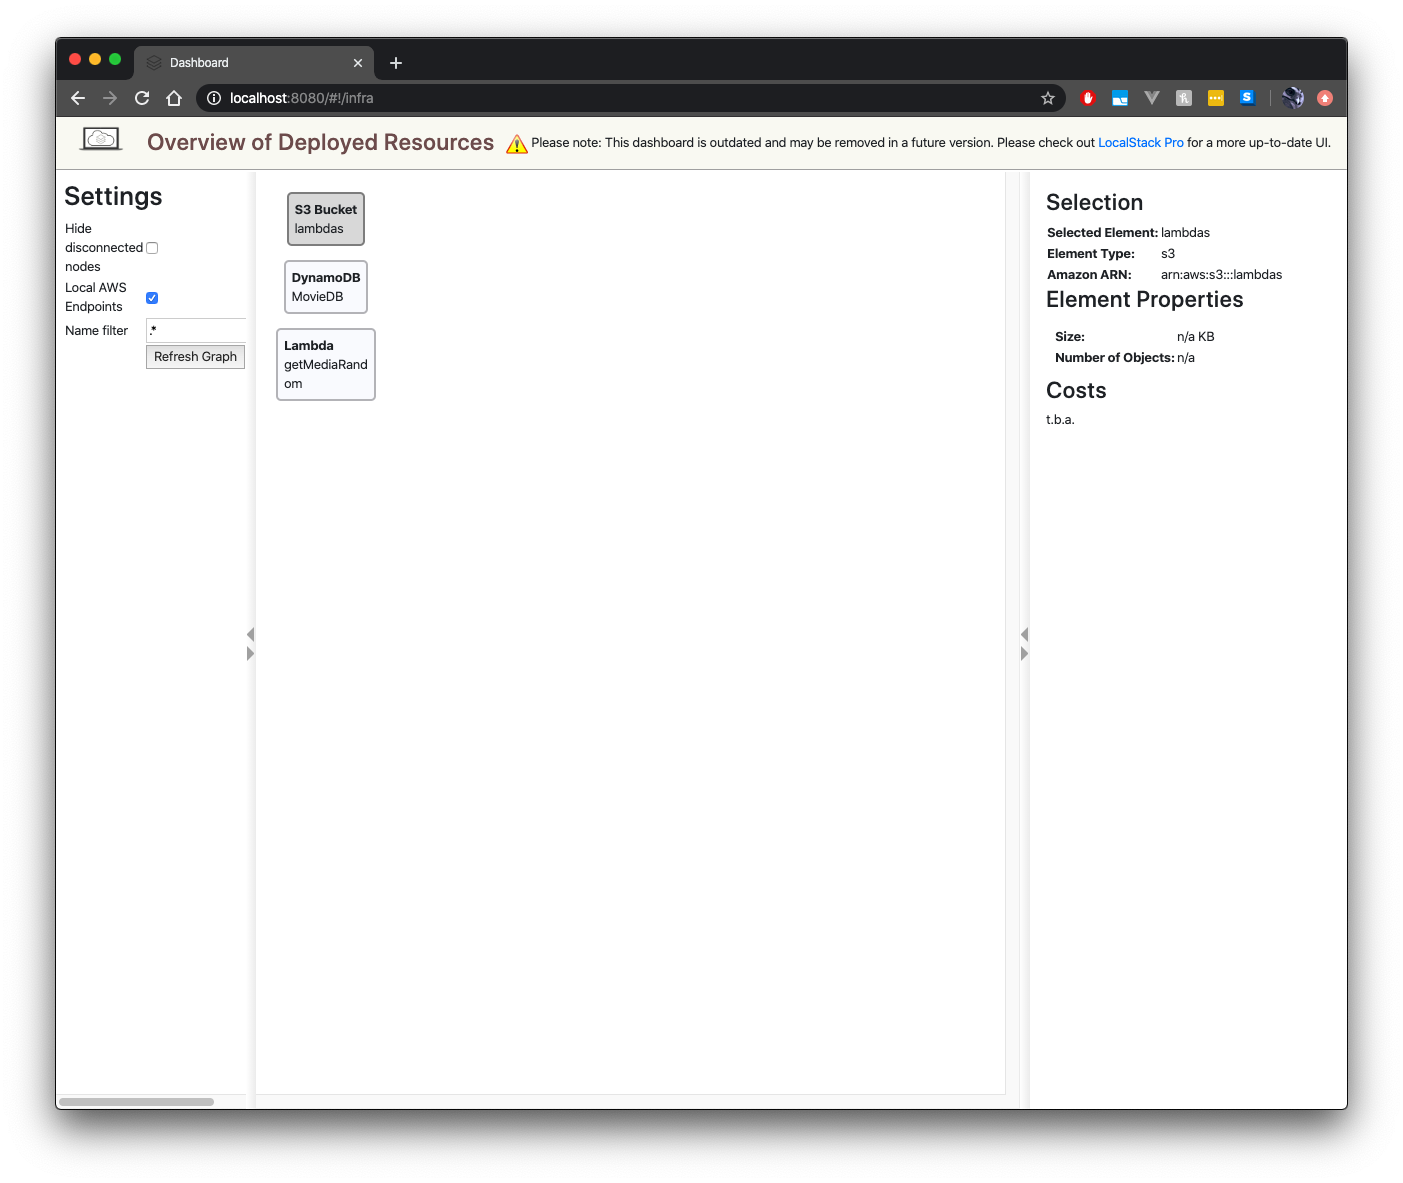 Dashboard
localhost:8080/#!/infra
Overview of Deployed Resources
Please note: This dashboard is outdated and may be removed in a future version. Please check out LocalStack Pro for a more up-to-date UI.
Settings
Hide
disconnected
nodes
Local AWS
Endpoints
Name filter .*
Refresh Graph
S3 Bucket
lambdas
DynamoDB
MovieDB
Lambda
getMediaRand
om
Selection
Selected Element: lambdas
Element Type: s3
Amazon ARN: arn:aws:s3:::lambdas
Element Properties
Size: n/a KB
Number of Objects: n/a
Costs
t.b.a.